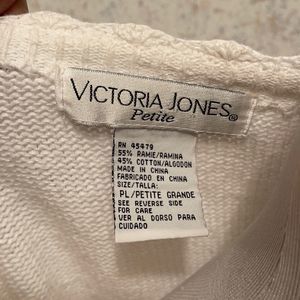 VICTORIA JONES®
Petite
RN 45479
55% RAMIE/RAMINA
45% COTTON/ALGODON
MADE IN CHINA
FABRICADO EN CHINA
SIZE/TALLA:
PL/PETITE GRANDE
SEE REVERSE SIDE
FOR CARE
VER AL DORSO PARA
CUIDADO